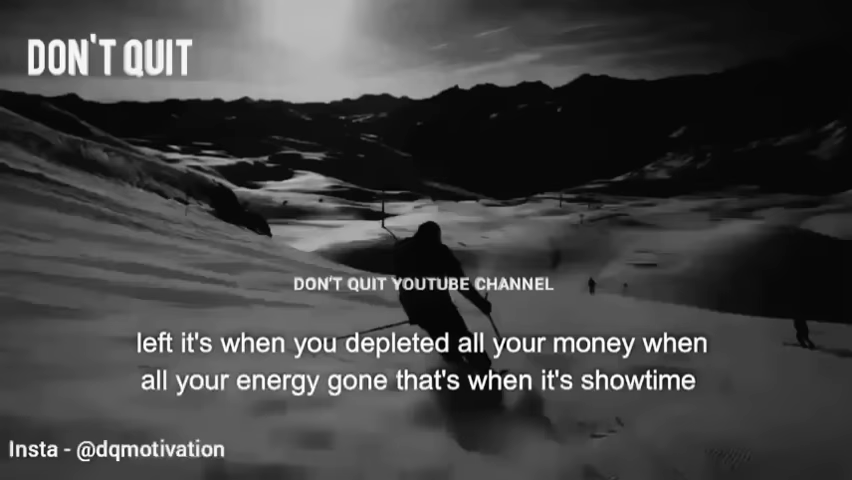 DON'T QUIT
DON'T QUIT YOUTUBE CHANNEL
left it's when you depleted all your money when
all your energy gone that's when it's showtime
Insta - @dqmotivation